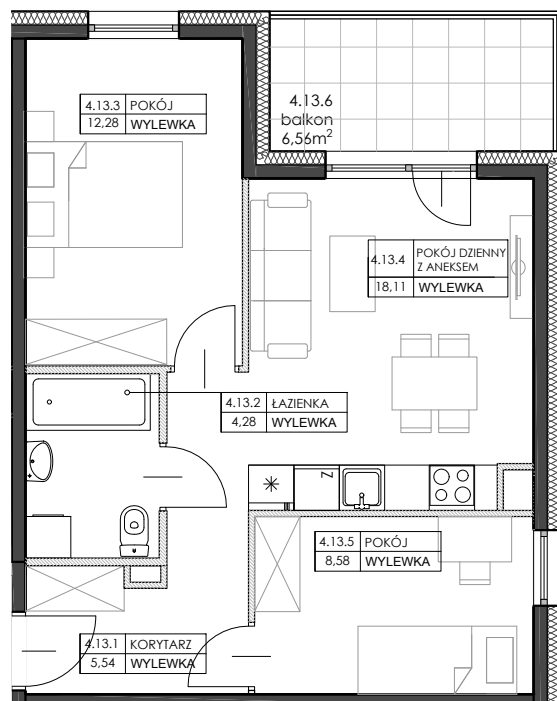 4.13.3 POKÓJ
12,28 WYLEWKA
4.13.6
balkon
6,56m²
4.13.4 POKÓJ DZIENNY
Z ANEKSEM
18,11 WYLEWKA
4.13.2 ŁAZIENKA
4,28 WYLEWKA
Z
4.13.5 POKÓJ
8,58 WYLEWKA
4.13.1 KORYTARZ
5,54 WYLEWKA